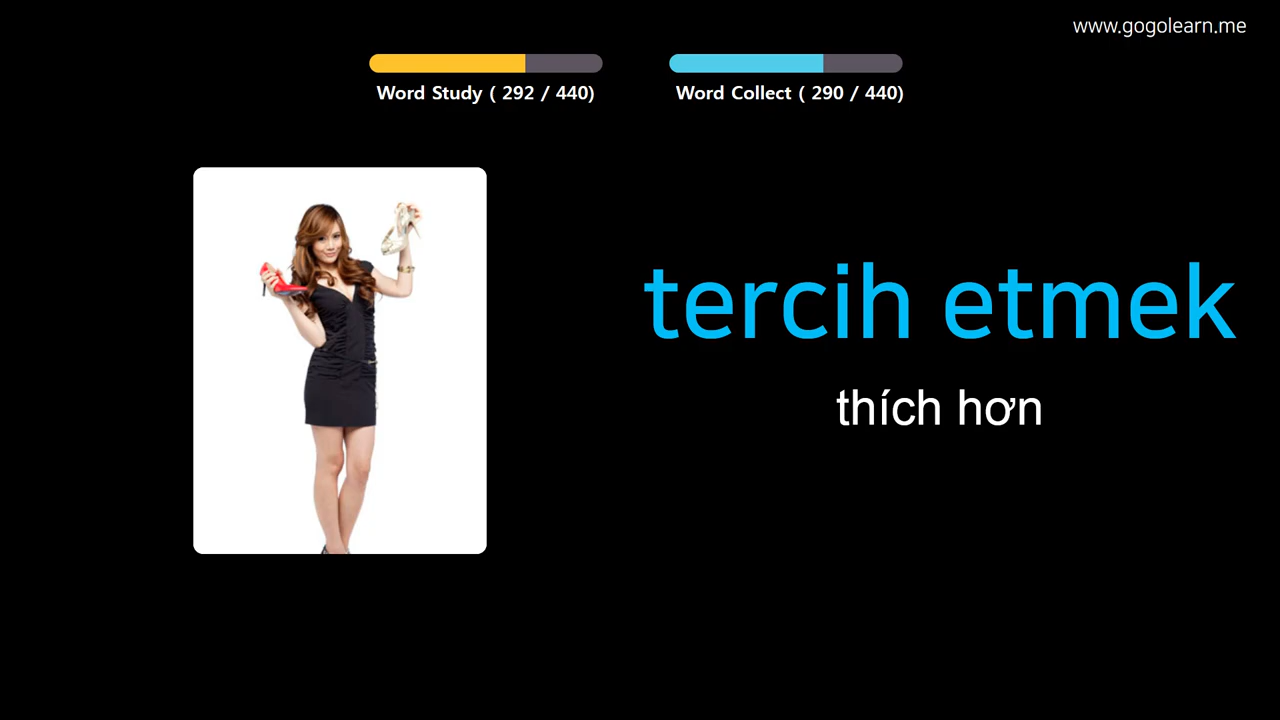 www.gogolearn.me
Word Study ( 292 / 440)
Word Collect ( 290 / 440)
tercih etmek
thích hơn